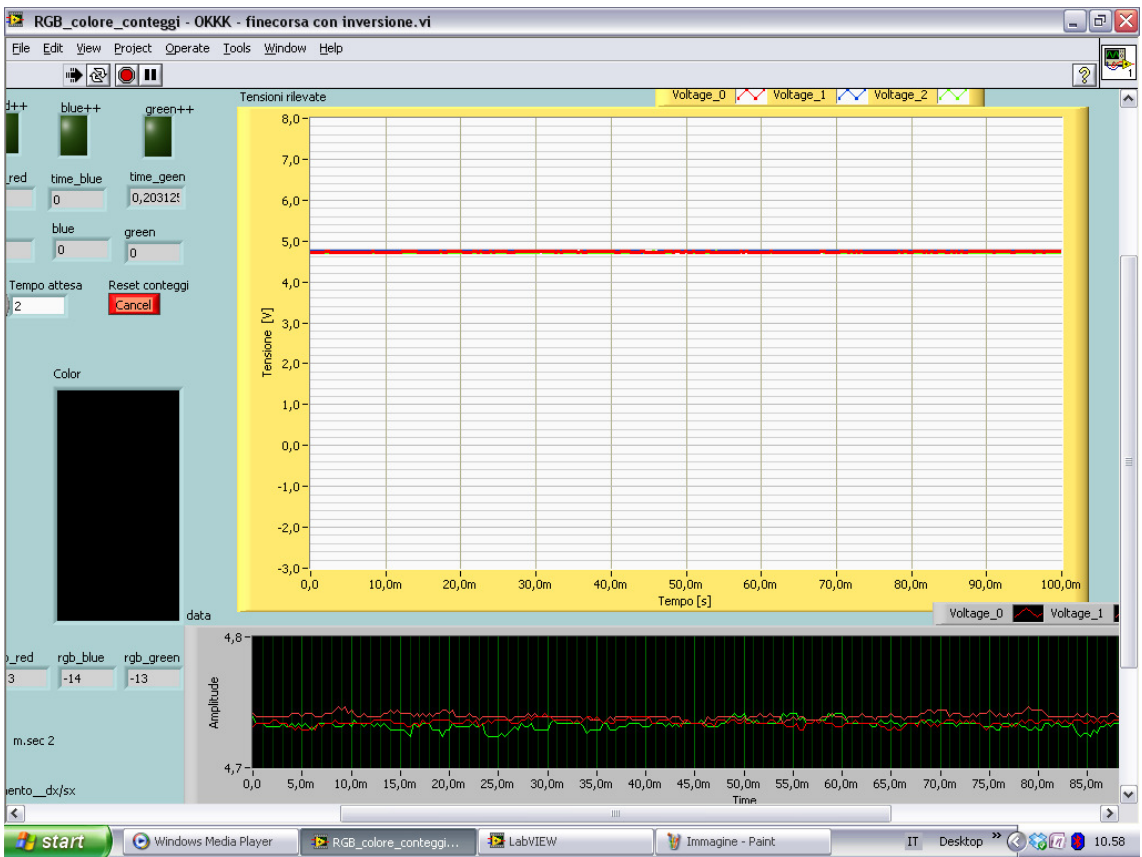 RGB_colore_conteggi - OKKK - finecorsa con inversione.vi
File Edit View Project Operate Tools Window Help
1
d++ blue++ green++
_red time_blue time_geen
0 0,20312
blue green
0 0
Tempo attesa Reset conteggi
2 Cancel
Color
Tensioni rilevate Voltage_0 Voltage_1 Voltage_2
8,0
7,0
6,0
5,0
4,0
3,0
2,0
1,0
0,0
-1,0
-2,0
-3,0
Tensione [V]
0,0 10,0m 20,0m 30,0m 40,0m 50,0m 60,0m 70,0m 80,0m 90,0m 100,0m
Tempo [s]
data
Voltage_0 Voltage_1
_red rgb_blue rgb_green
3 -14 -13
m.sec 2
ento__dx/sx
4,8
Amplitude
4,7
0,0 5,0m 10,0m 15,0m 20,0m 25,0m 30,0m 35,0m 40,0m 45,0m 50,0m 55,0m 60,0m 65,0m 70,0m 75,0m 80,0m 85,0m
Time
start Windows Media Player RGB_colore_conteggi... LabVIEW Immagine - Paint IT Desktop » 10.58